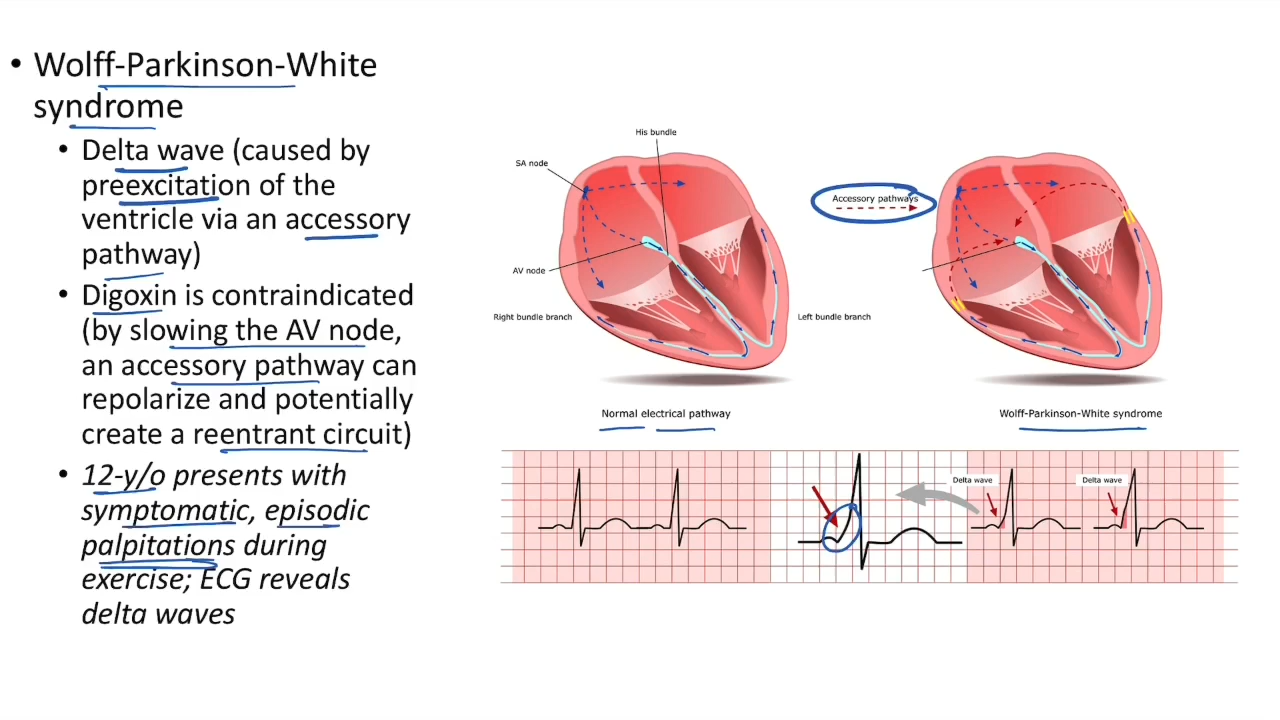 • Wolff-Parkinson-White
syndrome
• Delta wave (caused by
preexcitation of the
ventricle via an accessory
pathway)
• Digoxin is contraindicated
(by slowing the AV node,
an accessory pathway can
repolarize and potentially
create a reentrant circuit)
• 12-y/o presents with
symptomatic, episodic
palpitations during
exercise; ECG reveals
delta waves
His bundle
SA node
AV node
Right bundle branch
Left bundle branch
Accessory pathways
Normal electrical pathway
Wolff-Parkinson-White syndrome
Delta wave
Delta wave